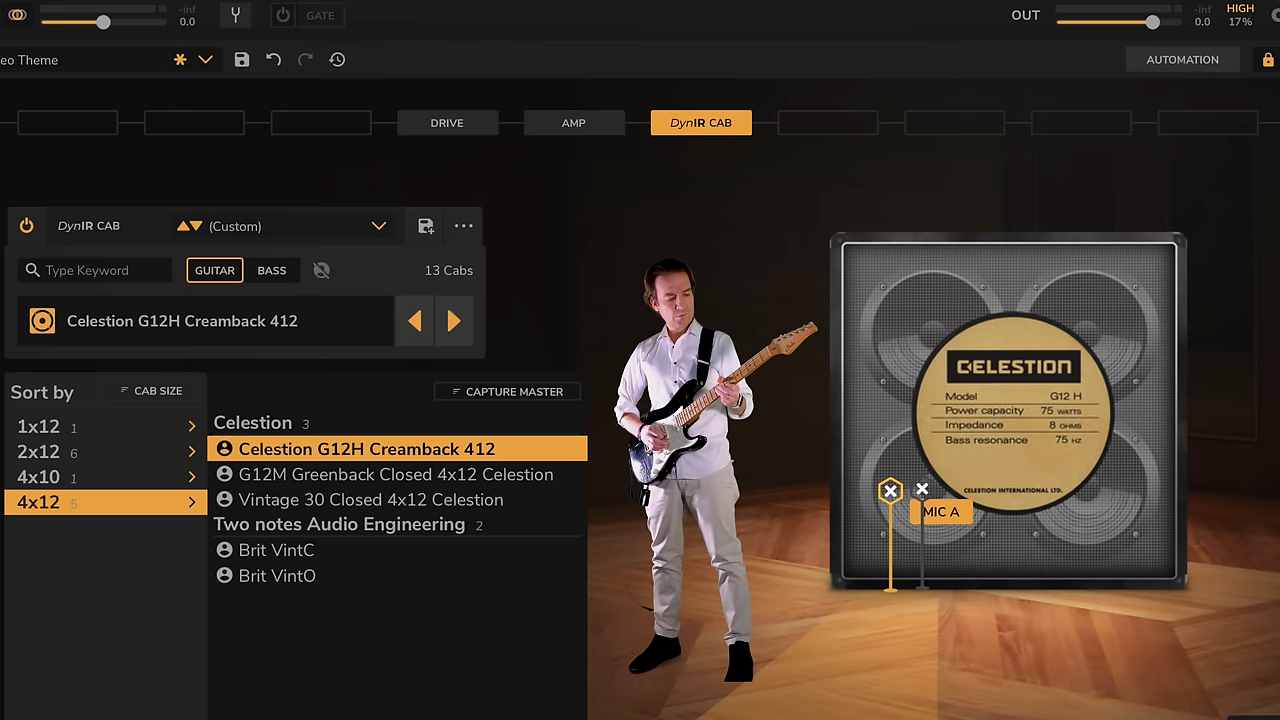 -inf
0.0
GATE
OUT
-inf
0.0
HIGH
17%
eo Theme
AUTOMATION
DRIVE
AMP
DynIR CAB
DynIR CAB
(Custom)
Type Keyword
GUITAR
BASS
13 Cabs
Celestion G12H Creamback 412
Sort by
CAB SIZE
CAPTURE MASTER
1x12 1
2x12 6
4x10 1
4x12 5
Celestion 3
Celestion G12H Creamback 412
G12M Greenback Closed 4x12 Celestion
Vintage 30 Closed 4x12 Celestion
Two notes Audio Engineering 2
Brit VintC
Brit VintO
CELESTION
Model G12 H
Power capacity 75 WATTS
Impedance 8 OHMS
Bass resonance 75 HZ
CELESTION INTERNATIONAL LTD.
MIC A